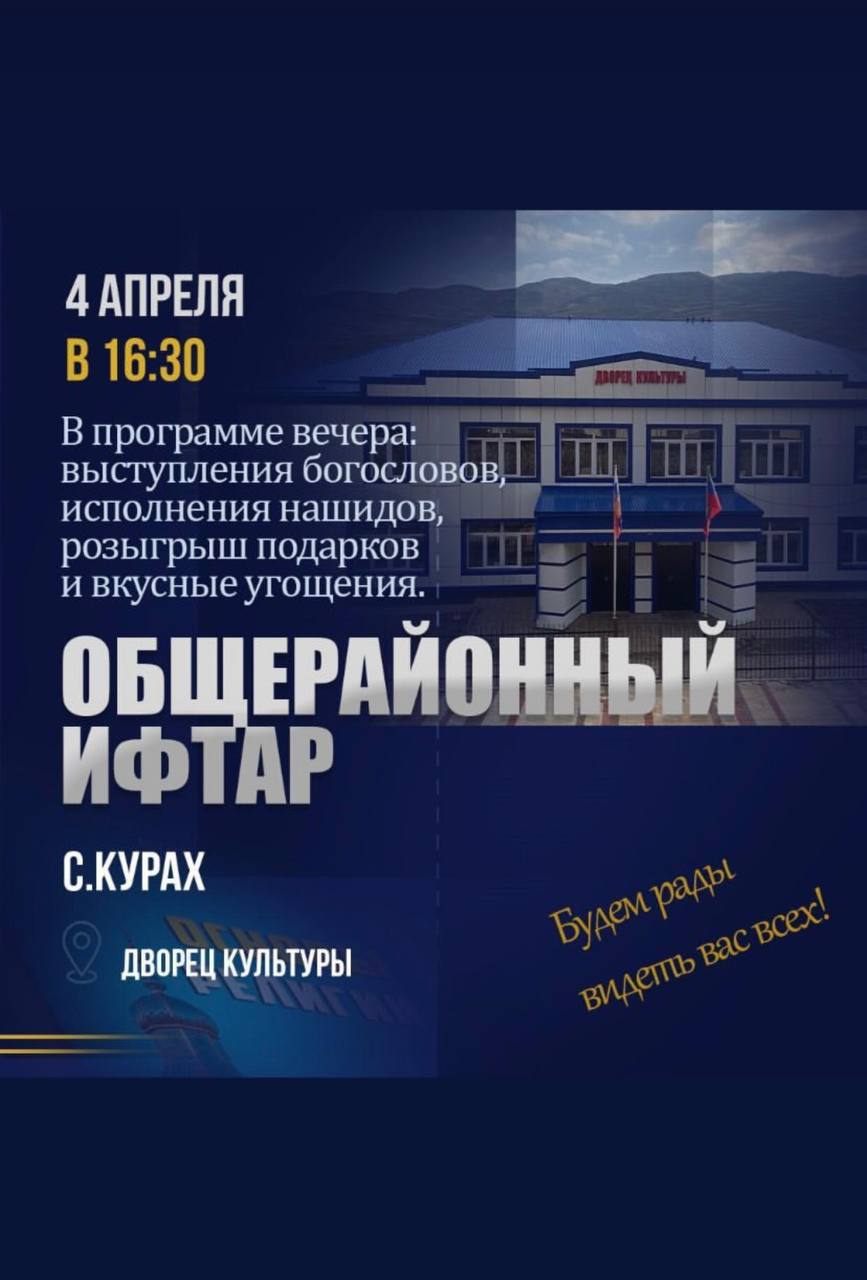 4 АПРЕЛЯ
В 16:30
В программе вечера:
выступления богословов,
исполнения нашидов,
розыгрыш подарков
и вкусные угощения.
ДВОРЕЦ КУЛЬТУРЫ
ОБЩЕРАЙОННЫЙ
ИФТАР
С.КУРАХ
ДВОРЕЦ КУЛЬТУРЫ
РЕЛИГИИ
Будем рады
видеть вас всех!